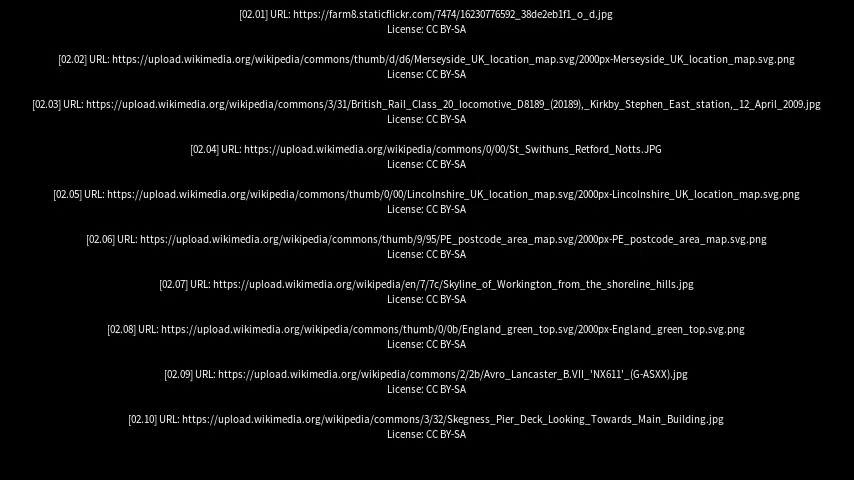 [02.01] URL: https://farm8.staticflickr.com/7474/16230776592_38de2eb1f1_o_d.jpg
License: CC BY-SA
[02.02] URL: https://upload.wikimedia.org/wikipedia/commons/thumb/d/d6/Merseyside_UK_location_map.svg/2000px-Merseyside_UK_location_map.svg.png
License: CC BY-SA
[02.03] URL: https://upload.wikimedia.org/wikipedia/commons/3/31/British_Rail_Class_20_locomotive_D8189_(20189),_Kirkby_Stephen_East_station,_12_April_2009.jpg
License: CC BY-SA
[02.04] URL: https://upload.wikimedia.org/wikipedia/commons/0/00/St_Swithuns_Retford_Notts.JPG
License: CC BY-SA
[02.05] URL: https://upload.wikimedia.org/wikipedia/commons/thumb/0/00/Lincolnshire_UK_location_map.svg/2000px-Lincolnshire_UK_location_map.svg.png
License: CC BY-SA
[02.06] URL: https://upload.wikimedia.org/wikipedia/commons/thumb/9/95/PE_postcode_area_map.svg/2000px-PE_postcode_area_map.svg.png
License: CC BY-SA
[02.07] URL: https://upload.wikimedia.org/wikipedia/en/7/7c/Skyline_of_Workington_from_the_shoreline_hills.jpg
License: CC BY-SA
[02.08] URL: https://upload.wikimedia.org/wikipedia/commons/thumb/0/0b/England_green_top.svg/2000px-England_green_top.svg.png
License: CC BY-SA
[02.09] URL: https://upload.wikimedia.org/wikipedia/commons/2/2b/Avro_Lancaster_B.VII_'NX611'_(G-ASXX).jpg
License: CC BY-SA
[02.10] URL: https://upload.wikimedia.org/wikipedia/commons/3/32/Skegness_Pier_Deck_Looking_Towards_Main_Building.jpg
License: CC BY-SA